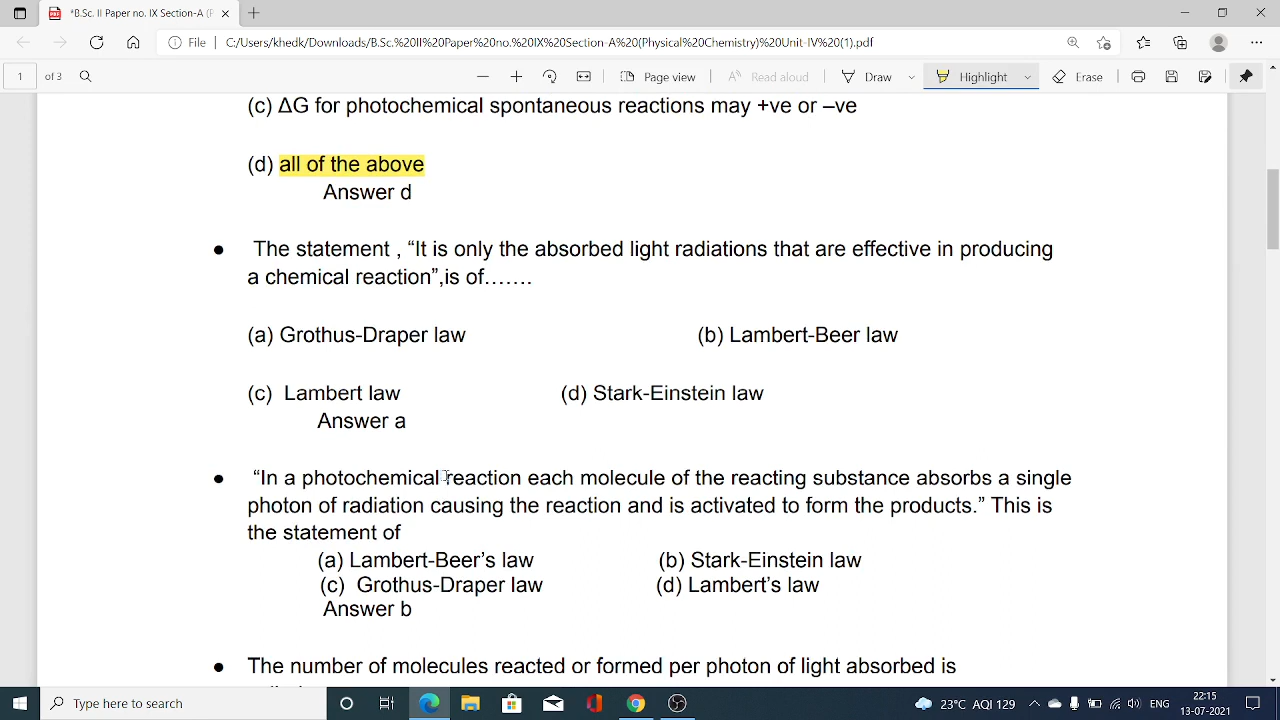 *B.Sc. II Paper no. IX Section-A (F
File
C:/Users/khedk/Downloads/B.Sc.%20II%20Paper%20no.%20IX%20Section-A%20(Physical%20Chemistry)%20Unit-IV%20(1).pdf
1 of 3
Page view
Read aloud
Draw
Highlight
Erase
(c) ΔG for photochemical spontaneous reactions may +ve or –ve
(d) all of the above
Answer d
● The statement , “It is only the absorbed light radiations that are effective in producing
a chemical reaction”,is of…….
(a) Grothus-Draper law (b) Lambert-Beer law
(c) Lambert law (d) Stark-Einstein law
Answer a
● “In a photochemical reaction each molecule of the reacting substance absorbs a single
photon of radiation causing the reaction and is activated to form the products.” This is
the statement of
(a) Lambert-Beer’s law (b) Stark-Einstein law
(c) Grothus-Draper law (d) Lambert’s law
Answer b
● The number of molecules reacted or formed per photon of light absorbed is
Type here to search
23°C AQI 129
ENG
22:15
13-07-2021